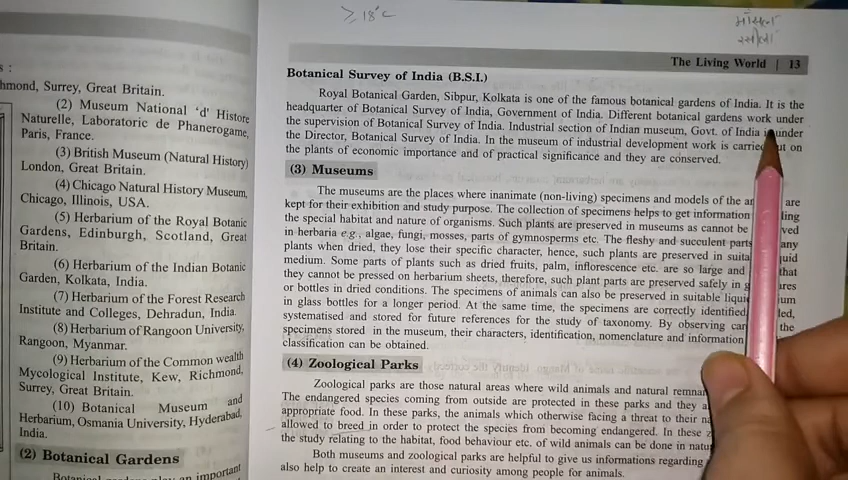 ≥ 18°c
The Living World | 13
s :
hmond, Surrey, Great Britain.
(2) Museum National 'd' Histore
Naturelle, Laboratoric de Phanerogame,
Paris, France.
(3) British Museum (Natural History)
London, Great Britain.
(4) Chicago Natural History Museum,
Chicago, Illinois, USA.
(5) Herbarium of the Royal Botanic
Gardens, Edinburgh, Scotland, Great
Britain.
(6) Herbarium of the Indian Botanic
Garden, Kolkata, India.
(7) Herbarium of the Forest Research
Institute and Colleges, Dehradun, India.
(8) Herbarium of Rangoon University,
Rangoon, Myanmar.
(9) Herbarium of the Common wealth
Mycological Institute, Kew, Richmond,
Surrey, Great Britain.
(10) Botanical Museum and
Herbarium, Osmania University, Hyderabad,
India.
(2) Botanical Gardens
Botanical gardens play an important
Botanical Survey of India (B.S.I.)
Royal Botanic Garden, Sibpur, Kolkata is one of the famous botanical gardens of India. It is the
headquarter of Botanical Survey of India, Government of India. Different botanical gardens work under
the supervision of Botanical Survey of India. Industrial section of Indian museum, Govt. of India is under
the Director, Botanical Survey of India. In the museum of industrial development work is carried out on
the plants of economic importance and of practical significance and they are conserved.
(3) Museums
The museums are the places where inanimate (non-living) specimens and models of the are
kept for their exhibition and study purpose. The collection of specimens helps to get information
the special habitat and nature of organisms. Such plants are preserved in museums as cannot be
in herbaria e.g., algae, fungi, mosses, parts of gymnosperms etc. The fleshy and succulent parts any
plants when dried, they lose their specific character, hence, such plants are preserved in
medium. Some parts of plants such as dried fruits, palm, inflorescence etc. are so large and that
they cannot be pressed on herbarium sheets, therefore, such plant parts are preserved safely in
or bottles in dried conditions. The specimens of animals can also be preserved in suitable
in glass bottles for a longer period. At the same time, the specimens are correctly identified
systematised and stored for future references for the study of taxonomy. By observing the
specimens stored in the museum, their characters, identification, nomenclature and information
classification can be obtained.
(4) Zoological Parks
Zoological parks are those natural areas where wild animals and natural
The endangered species coming from outside are protected in these parks and they
appropriate food. In these parks, the animals which otherwise facing a threat to their
allowed to breed in order to protect the species from becoming endangered. In these
the study relating to the habitat, food behaviour etc. of wild animals can be done in
Both museums and zoological parks are helpful to give us informations regarding
also help to create an interest and curiosity among people for animals.